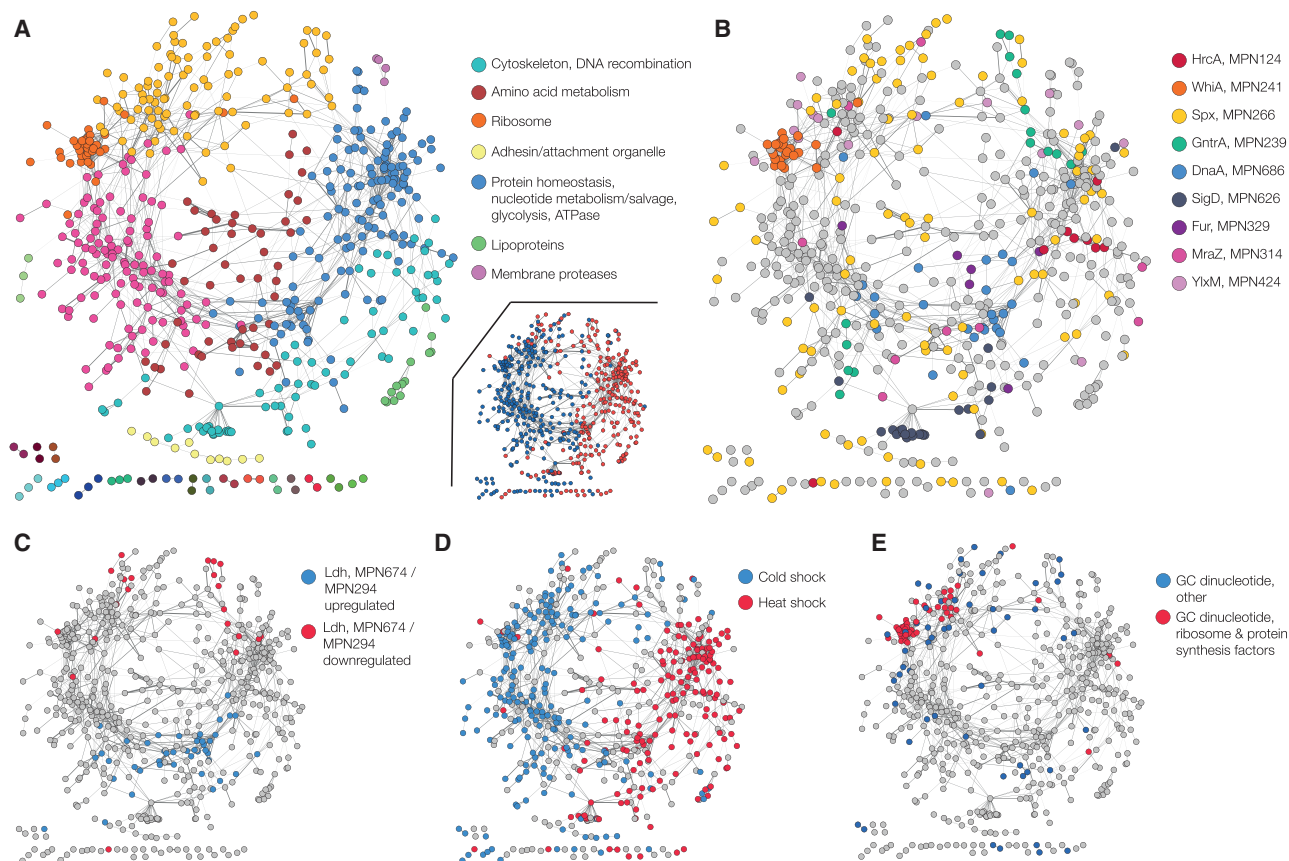 A
Cytoskeleton, DNA recombination
Amino acid metabolism
Ribosome
Adhesin/attachment organelle
Protein homeostasis,
nucleotide metabolism/salvage,
glycolysis, ATPase
Lipoproteins
Membrane proteases
B
HrcA, MPN124
WhiA, MPN241
Spx, MPN266
GntrA, MPN239
DnaA, MPN686
SigD, MPN626
Fur, MPN329
MraZ, MPN314
YlxM, MPN424
C
Ldh, MPN674 /
MPN294
upregulated
Ldh, MPN674 /
MPN294
downregulated
D
Cold shock
Heat shock
E
GC dinucleotide,
other
GC dinucleotide,
ribosome & protein
synthesis factors